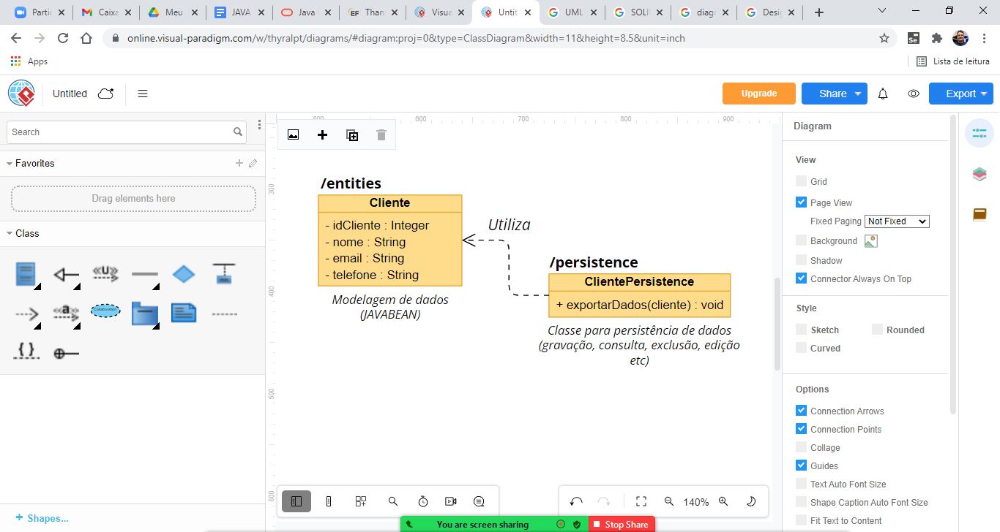 Partic
Caixa
Meu
JAVA
Java
Than
Visua
Untit
UML
SOLI
diagr
Desig
online.visual-paradigm.com/w/thyralpt/diagrams/#diagram:proj=0&type=ClassDiagram&width=11&height=8.5&unit=inch
Apps
Lista de leitura
Untitled
Upgrade
Share
Export
Search
Favorites
Drag elements here
Class
<<U>>
<<a>>
Collaboration
{ }
Shapes...
600
700
800
900
300
400
500
600
/entities
Cliente
- idCliente : Integer
- nome : String
- email : String
- telefone : String
Modelagem de dados
(JAVABEAN)
Utiliza
/persistence
ClientePersistence
+ exportarDados(cliente) : void
Classe para persistência de dados
(gravação, consulta, exclusão, edição
etc)
140%
You are screen sharing
Stop Share
Diagram
View
Grid
Page View
Fixed Paging Not Fixed
Background
Shadow
Connector Always On Top
Style
Sketch Rounded
Curved
Options
Connection Arrows
Connection Points
Collage
Guides
Text Auto Font Size
Shape Caption Auto Font Size
Fit Text to Content